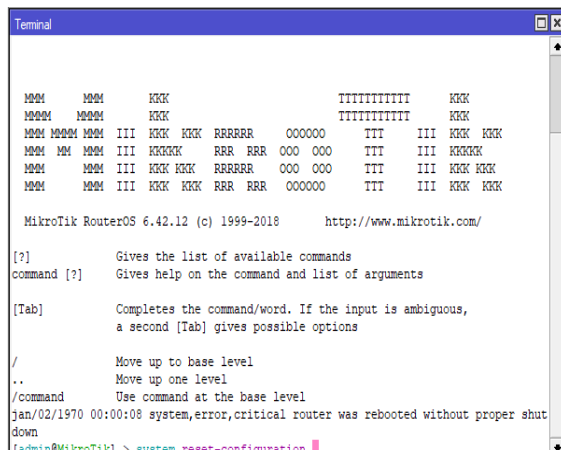 Terminal
MMM      MMM       KKK                          TTTTTTTTTTT      KKK
MMMM    MMMM       KKK                          TTTTTTTTTTT      KKK
MMM MMMM MMM  III  KKK  KKK  RRRRRR     OOOOOO      TTT     III  KKK  KKK
MMM  MM  MMM  III  KKKKK     RRR  RRR  OOO  OOO     TTT     III  KKKKK
MMM      MMM  III  KKK KKK   RRRRRR    OOO  OOO     TTT     III  KKK KKK
MMM      MMM  III  KKK  KKK  RRR  RRR   OOOOOO      TTT     III  KKK  KKK
MikroTik RouterOS 6.42.12 (c) 1999-2018       http://www.mikrotik.com/
[?]             Gives the list of available commands
command [?]     Gives help on the command and list of arguments
[Tab]           Completes the command/word. If the input is ambiguous,
                a second [Tab] gives possible options
/               Move up to base level
..              Move up one level
/command        Use command at the base level
jan/02/1970 00:00:08 system,error,critical router was rebooted without proper shut
down
[admin@MikroTik] > system reset-configuration